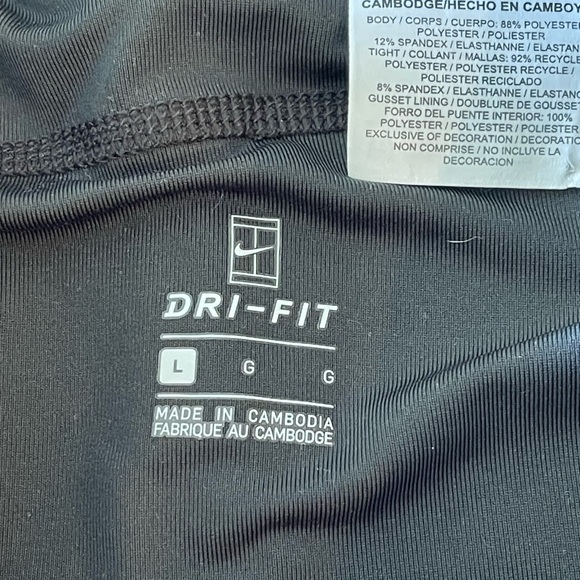 CAMBODGE/HECHO EN CAMBOY
BODY / CORPS / CUERPO: 88% POLYESTER
POLYESTER / POLIESTER
12% SPANDEX / ELASTHANNE / ELASTAN
TIGHT / COLLANT / MALLAS: 92% RECYCLE
POLYESTER / POLYESTER RECYCLE /
POLIESTER RECICLADO
8% SPANDEX / ELASTHANNE / ELASTANO
GUSSET LINING / DOUBLURE DE GOUSSET
FORRO DEL PUENTE INTERIOR: 100%
POLYESTER / POLYESTER / POLIESTER
EXCLUSIVE OF DECORATION / DECORATION
NON COMPRISE / NO INCLUYE LA
DECORACION
DRI-FIT
L G G
MADE IN CAMBODIA
FABRIQUE AU CAMBODGE